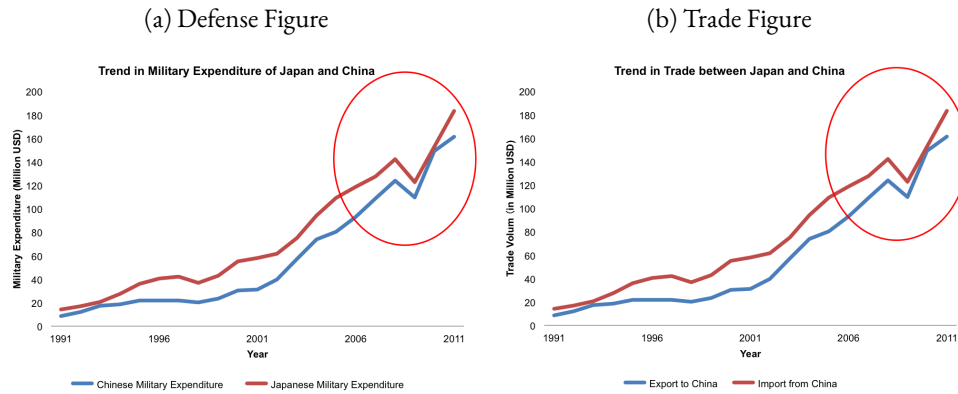 (a) Defense Figure
Trend in Military Expenditure of Japan and China
Military Expenditure (Million USD)
200
180
160
140
120
100
80
60
40
20
0
1991 1996 2001 2006 2011
Year
Chinese Military Expenditure Japanese Military Expenditure
(b) Trade Figure
Trend in Trade between Japan and China
Trade Volum (in Million USD)
200
180
160
140
120
100
80
60
40
20
0
1991 1996 2001 2006 2011
Year
Export to China Import from China